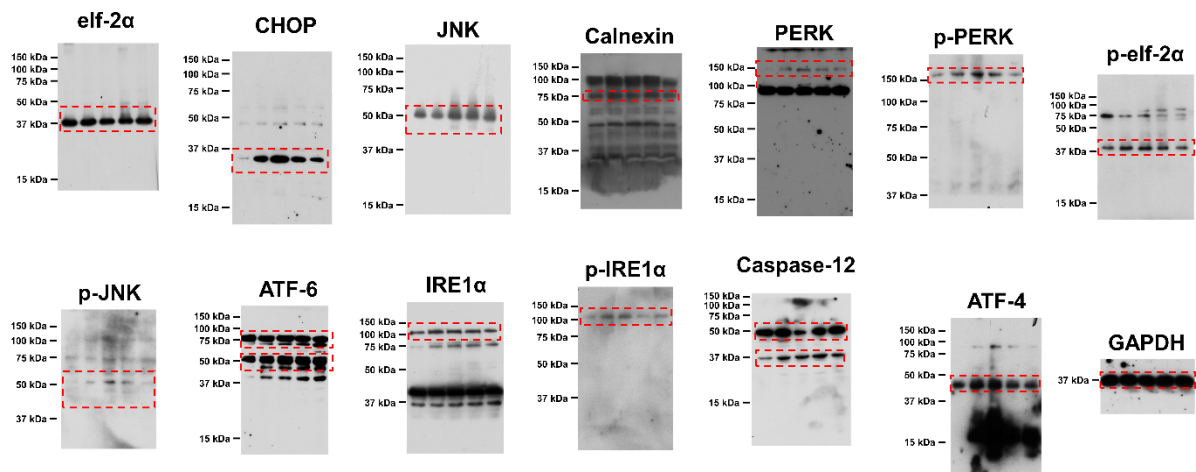 elf-2α
150 kDa
100 kDa
75 kDa
50 kDa
37 kDa
15 kDa
CHOP
150 kDa
100 kDa
75 kDa
50 kDa
37 kDa
15 kDa
JNK
150 kDa
100 kDa
75 kDa
50 kDa
37 kDa
15 kDa
Calnexin
150 kDa
100 kDa
75 kDa
50 kDa
37 kDa
15 kDa
PERK
150 kDa
100 kDa
50 kDa
37 kDa
15 kDa
p-PERK
150 kDa
100 kDa
75 kDa
50 kDa
37 kDa
p-elf-2α
150 kDa
100 kDa
75 kDa
50 kDa
37 kDa
15 kDa
p-JNK
150 kDa
100 kDa
75 kDa
50 kDa
37 kDa
ATF-6
150 kDa
100 kDa
75 kDa
50 kDa
37 kDa
15 kDa
IRE1α
150 kDa
100 kDa
75 kDa
50 kDa
37 kDa
p-IRE1α
150 kDa
100 kDa
75 kDa
50 kDa
37 kDa
Caspase-12
150 kDa
100 kDa
75 kDa
50 kDa
37 kDa
15 kDa
ATF-4
150 kDa
100 kDa
75 kDa
50 kDa
37 kDa
15 kDa
GAPDH
37 kDa